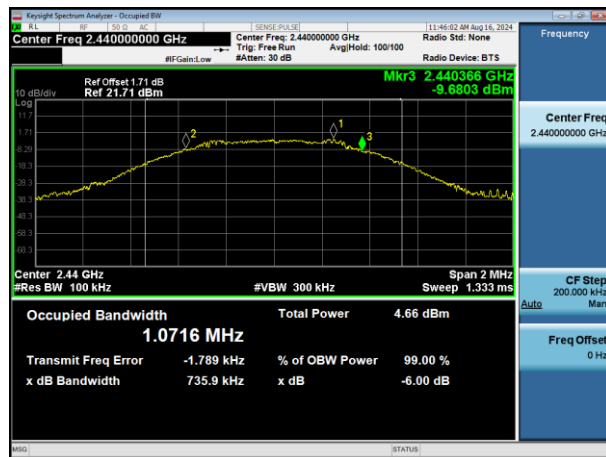 Keysight Spectrum Analyzer - Occupied BW
RL RF 50 Ω AC SENSE:PULSE 11:46:02 AM Aug 16, 2024
Center Freq 2.440000000 GHz Center Freq: 2.440000000 GHz Radio Std: None
Trig: Free Run Avg|Hold: 100/100
#IFGain:Low #Atten: 30 dB Radio Device: BTS
Frequency
Ref Offset 1.71 dB Mkr3 2.440366 GHz
10 dB/div Ref 21.71 dBm -9.6803 dBm
Log
11.7
1.71
-8.29
-18.3
-28.3
-38.3
-48.3
-58.3
-68.3
2
1
3
Center 2.44 GHz Span 2 MHz
#Res BW 100 kHz #VBW 300 kHz Sweep 1.333 ms
Occupied Bandwidth Total Power 4.66 dBm
1.0716 MHz
Transmit Freq Error -1.789 kHz % of OBW Power 99.00 %
x dB Bandwidth 735.9 kHz x dB -6.00 dB
Center Freq
2.440000000 GHz
CF Step
200.000 kHz
Auto Man
Freq Offset
0 Hz
MSG STATUS